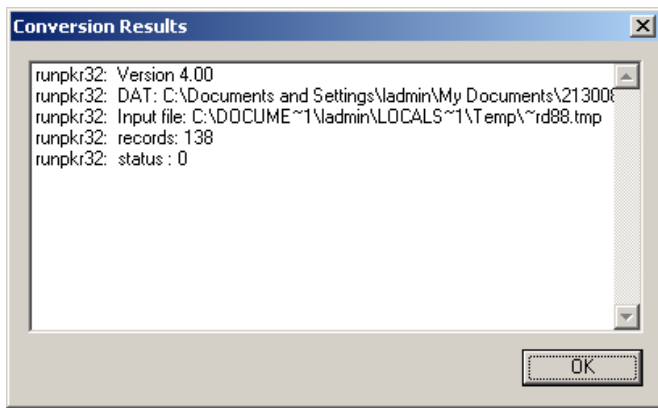 Conversion Results
runpkr32: Version 4.00
runpkr32: DAT: C:\Documents and Settings\ladmin\My Documents\213008
runpkr32: Input file: C:\DOCUME~1\ladmin\LOCALS~1\Temp\~rd88.tmp
runpkr32: records: 138
runpkr32: status : 0
OK